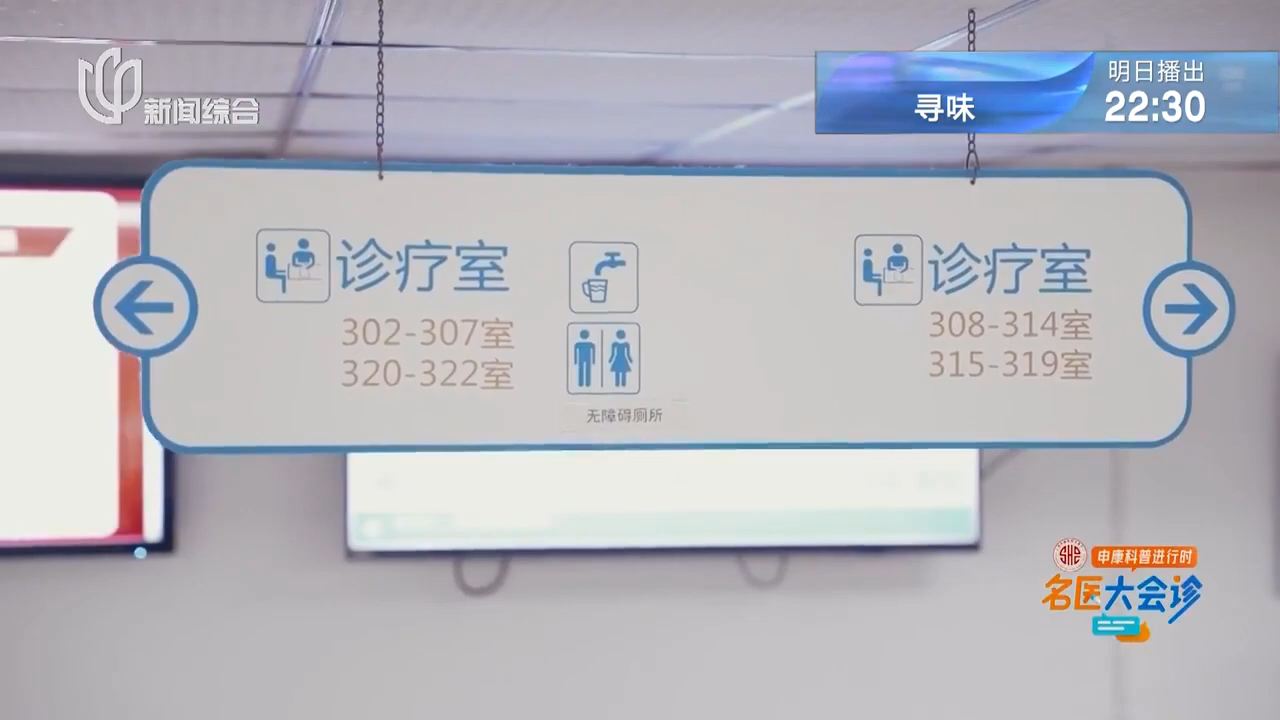 新闻综合
寻味
明日播出
22:30
诊疗室
302-307室
320-322室
无障碍厕所
诊疗室
308-314室
315-319室
SHE
申康科普进行时
名医大会诊